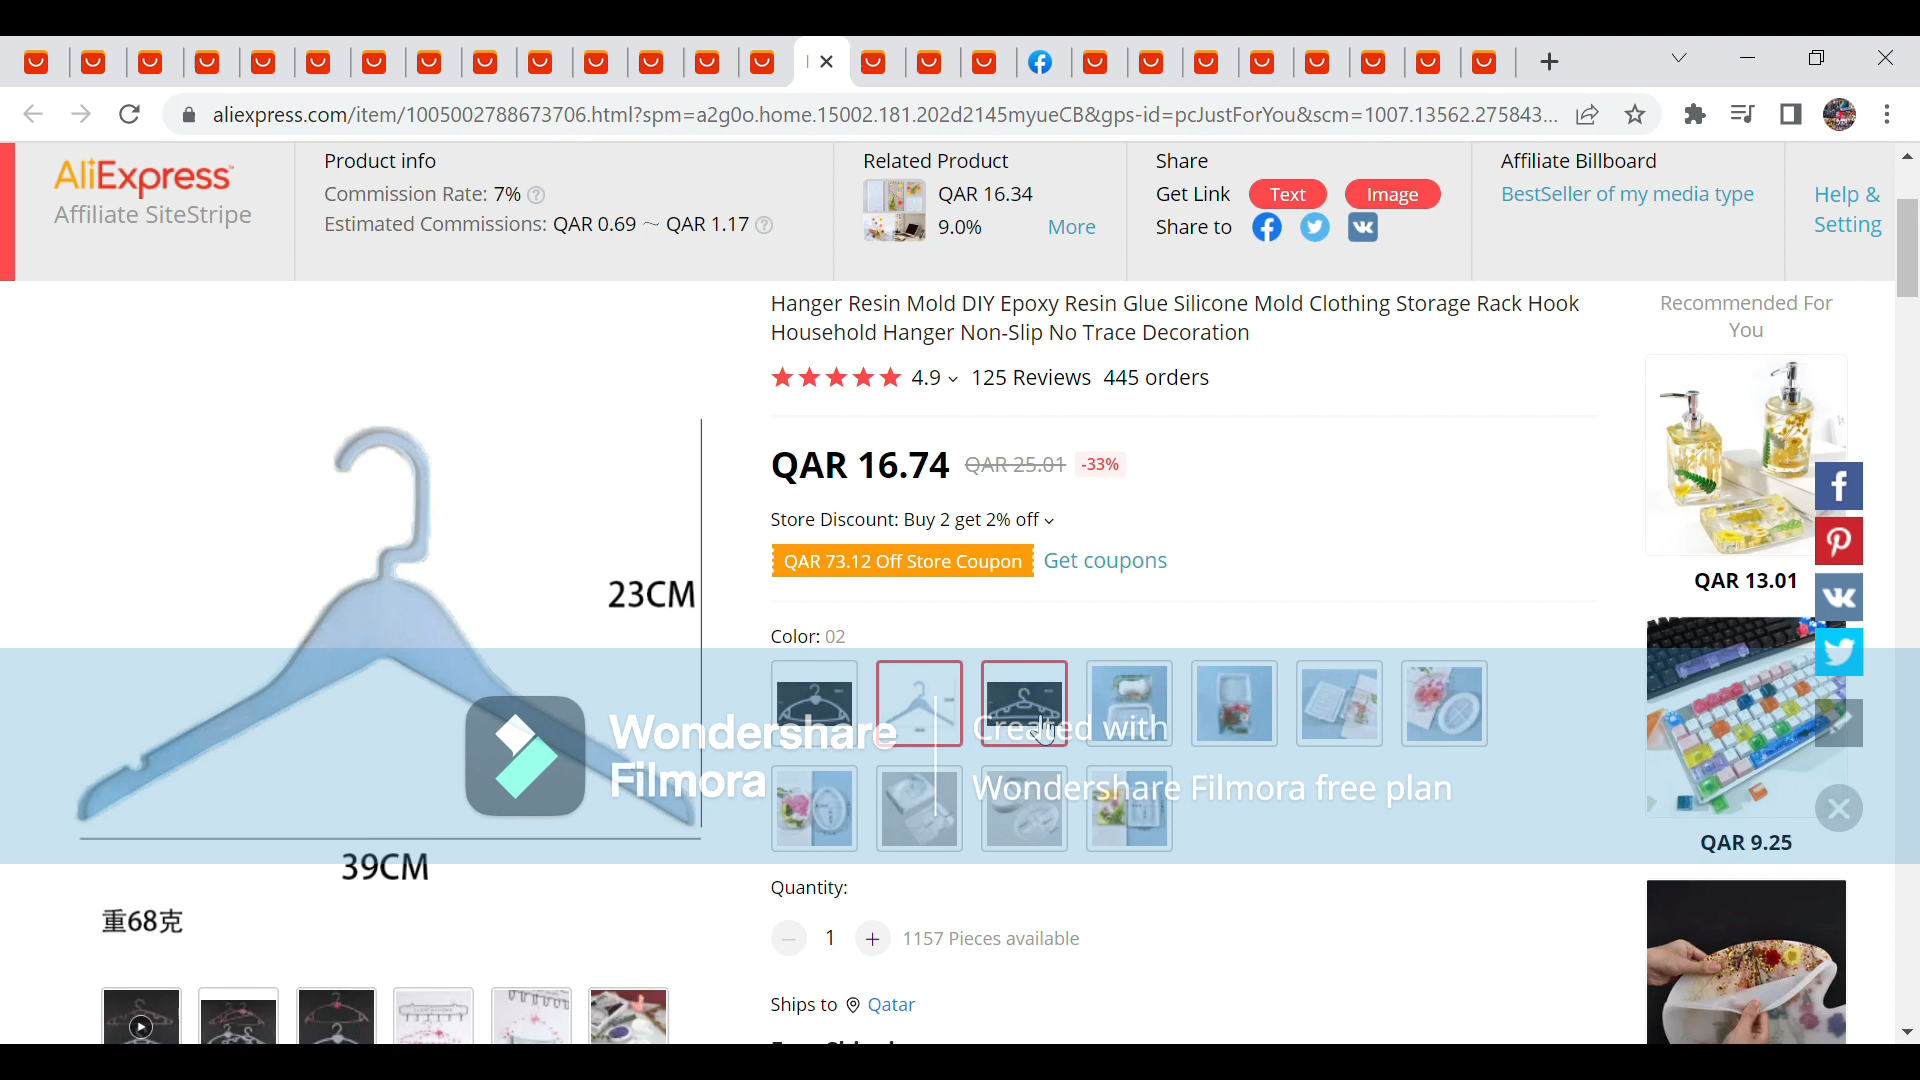 aliexpress.com/item/1005002788673706.html?spm=a2g0o.home.15002.181.202d2145myueCB&gps-id=pcJustForYou&scm=1007.13562.275843...
AliExpress™
Affiliate SiteStripe
Product info
Commission Rate: 7%
Estimated Commissions: QAR 0.69 ~ QAR 1.17
Related Product
QAR 16.34
9.0%
More
Share
Get Link Text Image
Share to
Affiliate Billboard
BestSeller of my media type
Help &
Setting
Hanger Resin Mold DIY Epoxy Resin Glue Silicone Mold Clothing Storage Rack Hook
Household Hanger Non-Slip No Trace Decoration
4.9 125 Reviews 445 orders
QAR 16.74 QAR 25.01 -33%
Store Discount: Buy 2 get 2% off
QAR 73.12 Off Store Coupon Get coupons
Color: 02
23CM
39CM
重68克
Wondershare
Filmora
Created with
Wondershare Filmora free plan
Quantity:
1 1157 Pieces available
Ships to Qatar
Recommended For
You
QAR 13.01
QAR 9.25